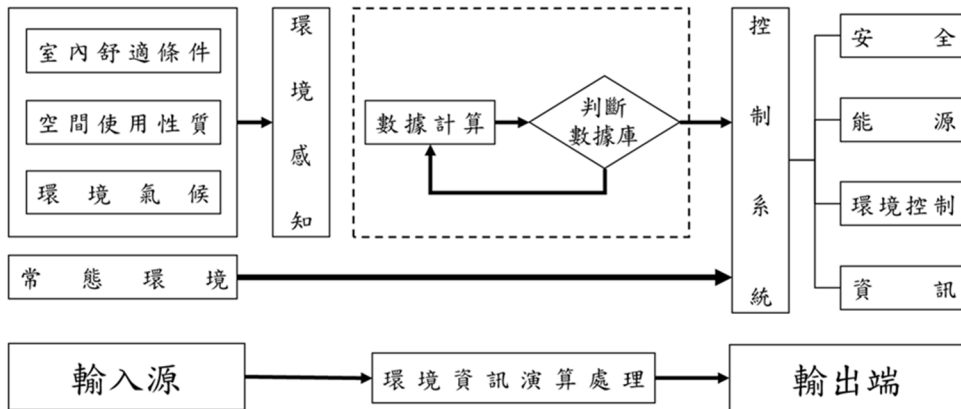 室內舒適條件
空間使用性質
環境氣候
環境感知
數據計算
判斷
數據庫
控制系統
安全
能源
環境控制
資訊
常態環境
輸入源
環境資訊演算處理
輸出端